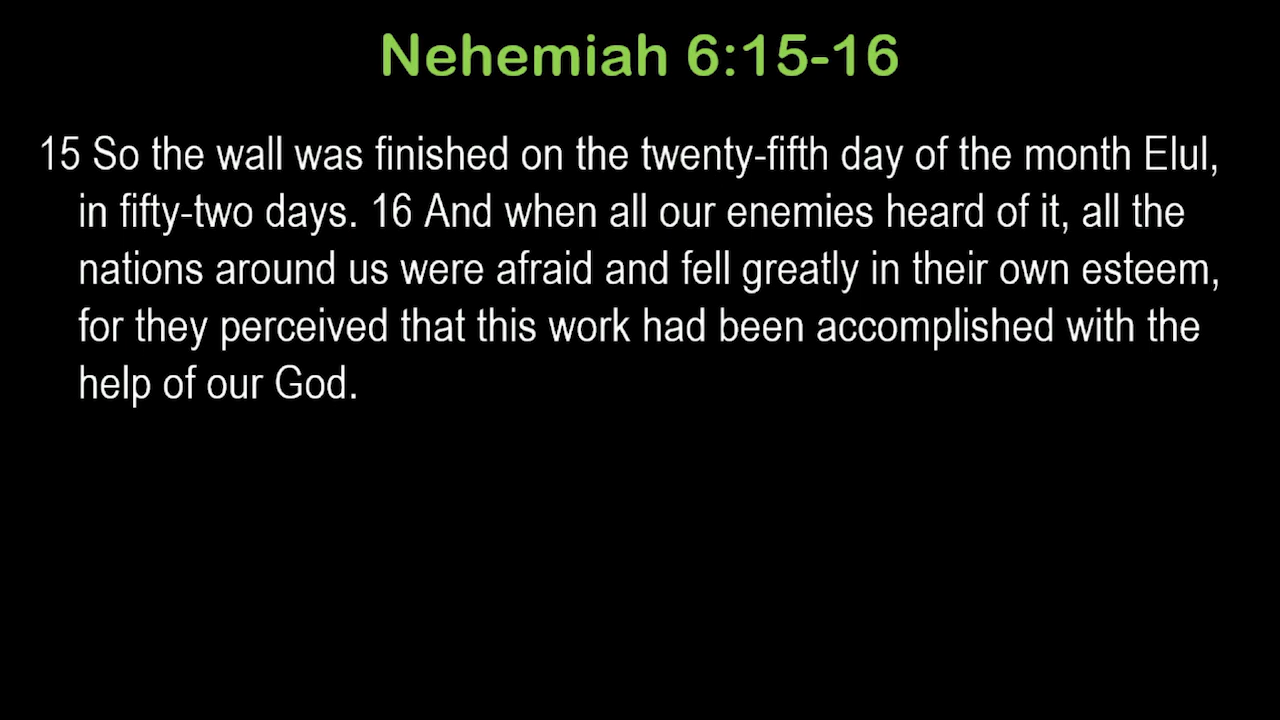 Nehemiah 6:15-16
15 So the wall was finished on the twenty-fifth day of the month Elul,
in fifty-two days. 16 And when all our enemies heard of it, all the
nations around us were afraid and fell greatly in their own esteem,
for they perceived that this work had been accomplished with the
help of our God.